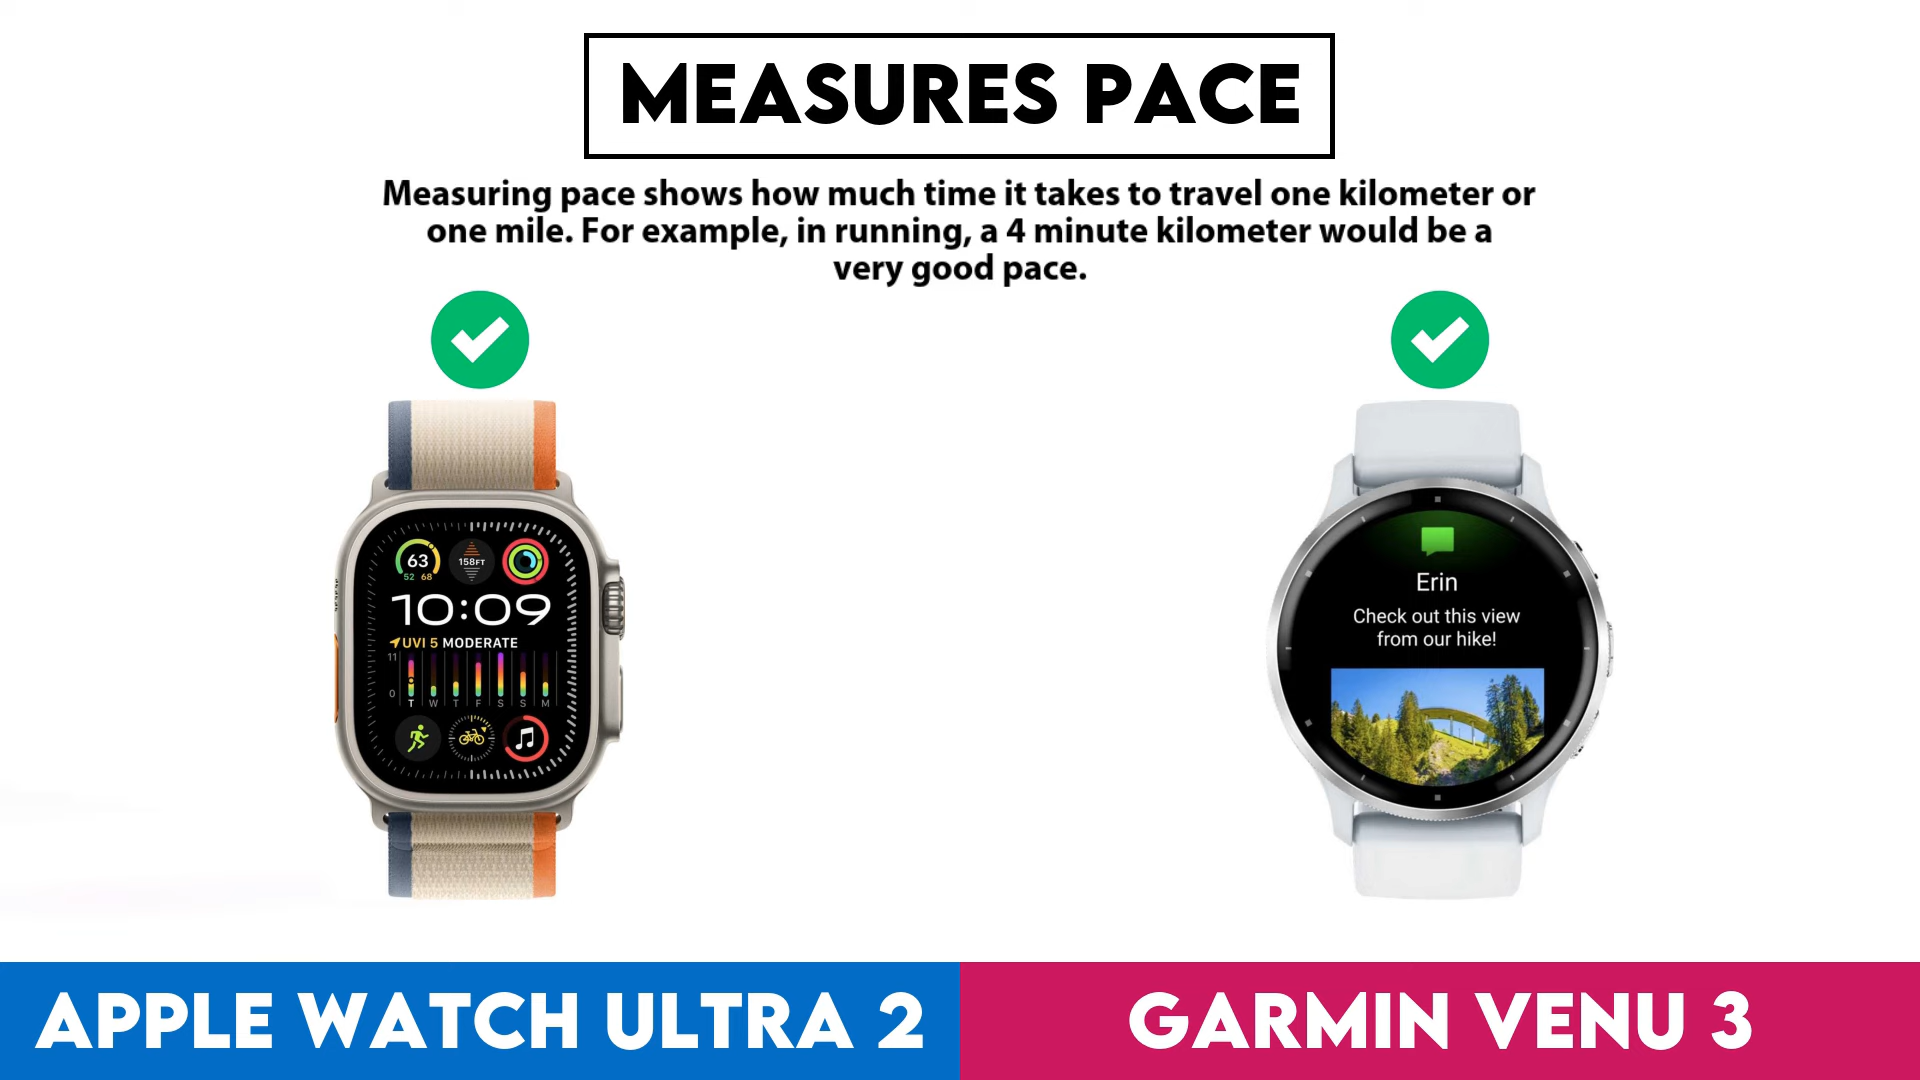 MEASURES PACE
Measuring pace shows how much time it takes to travel one kilometer or
one mile. For example, in running, a 4 minute kilometer would be a
very good pace.
63
52 68
158FT
10:09
UVI 5 MODERATE
11
0
T W T F S S M
Erin
Check out this view
from our hike!
APPLE WATCH ULTRA 2
GARMIN VENU 3